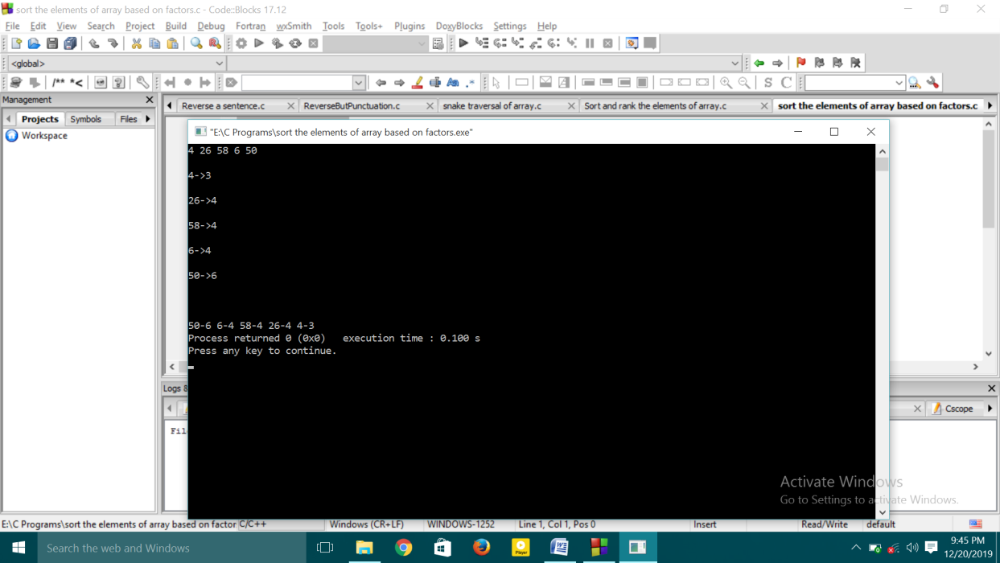 sort the elements of array based on factors.c - Code::Blocks 17.12
File Edit View Search Project Build Debug Fortran wxSmith Tools Tools+ Plugins DoxyBlocks Settings Help
<global>
/** *<
S C
Management
Projects Symbols Files
Workspace
Reverse a sentence.c ReverseButPunctuation.c snake traversal of array.c Sort and rank the elements of array.c sort the elements of array based on factors.c
"E:\C Programs\sort the elements of array based on factors.exe"
4 26 58 6 50
4->3
26->4
58->4
6->4
50->6
50-6 6-4 58-4 26-4 4-3
Process returned 0 (0x0) execution time : 0.100 s
Press any key to continue.
Logs &
Cscope
Fil
Activate Windows
Go to Settings to activate Windows.
E:\C Programs\sort the elements of array based on factor C/C++ Windows (CR+LF) WINDOWS-1252 Line 1, Col 1, Pos 0 Insert Read/Write default
Search the web and Windows
Player
9:45 PM
12/20/2019